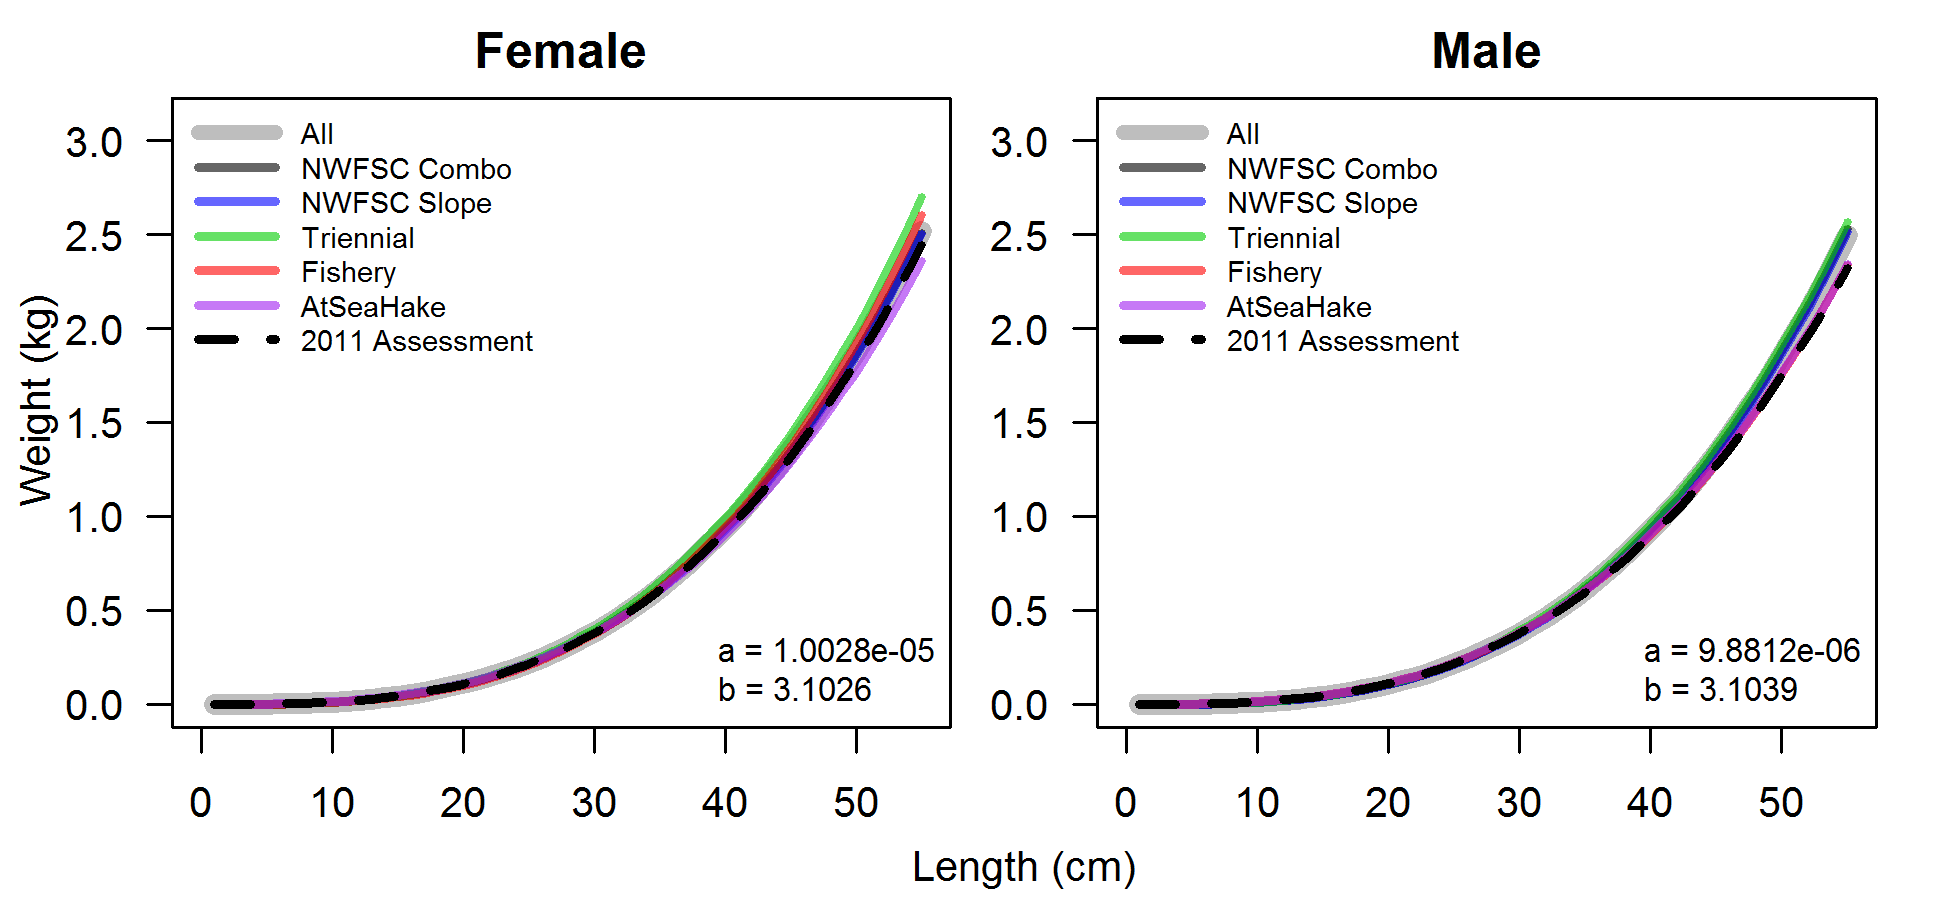 Female
Male
Weight (kg)
3.0
2.5
2.0
1.5
1.0
0.5
0.0
All
NWFSC Combo
NWFSC Slope
Triennial
Fishery
AtSeaHake
2011 Assessment
a = 1.0028e-05
b = 3.1026
0 10 20 30 40 50
3.0
2.5
2.0
1.5
1.0
0.5
0.0
All
NWFSC Combo
NWFSC Slope
Triennial
Fishery
AtSeaHake
2011 Assessment
a = 9.8812e-06
b = 3.1039
0 10 20 30 40 50
Length (cm)